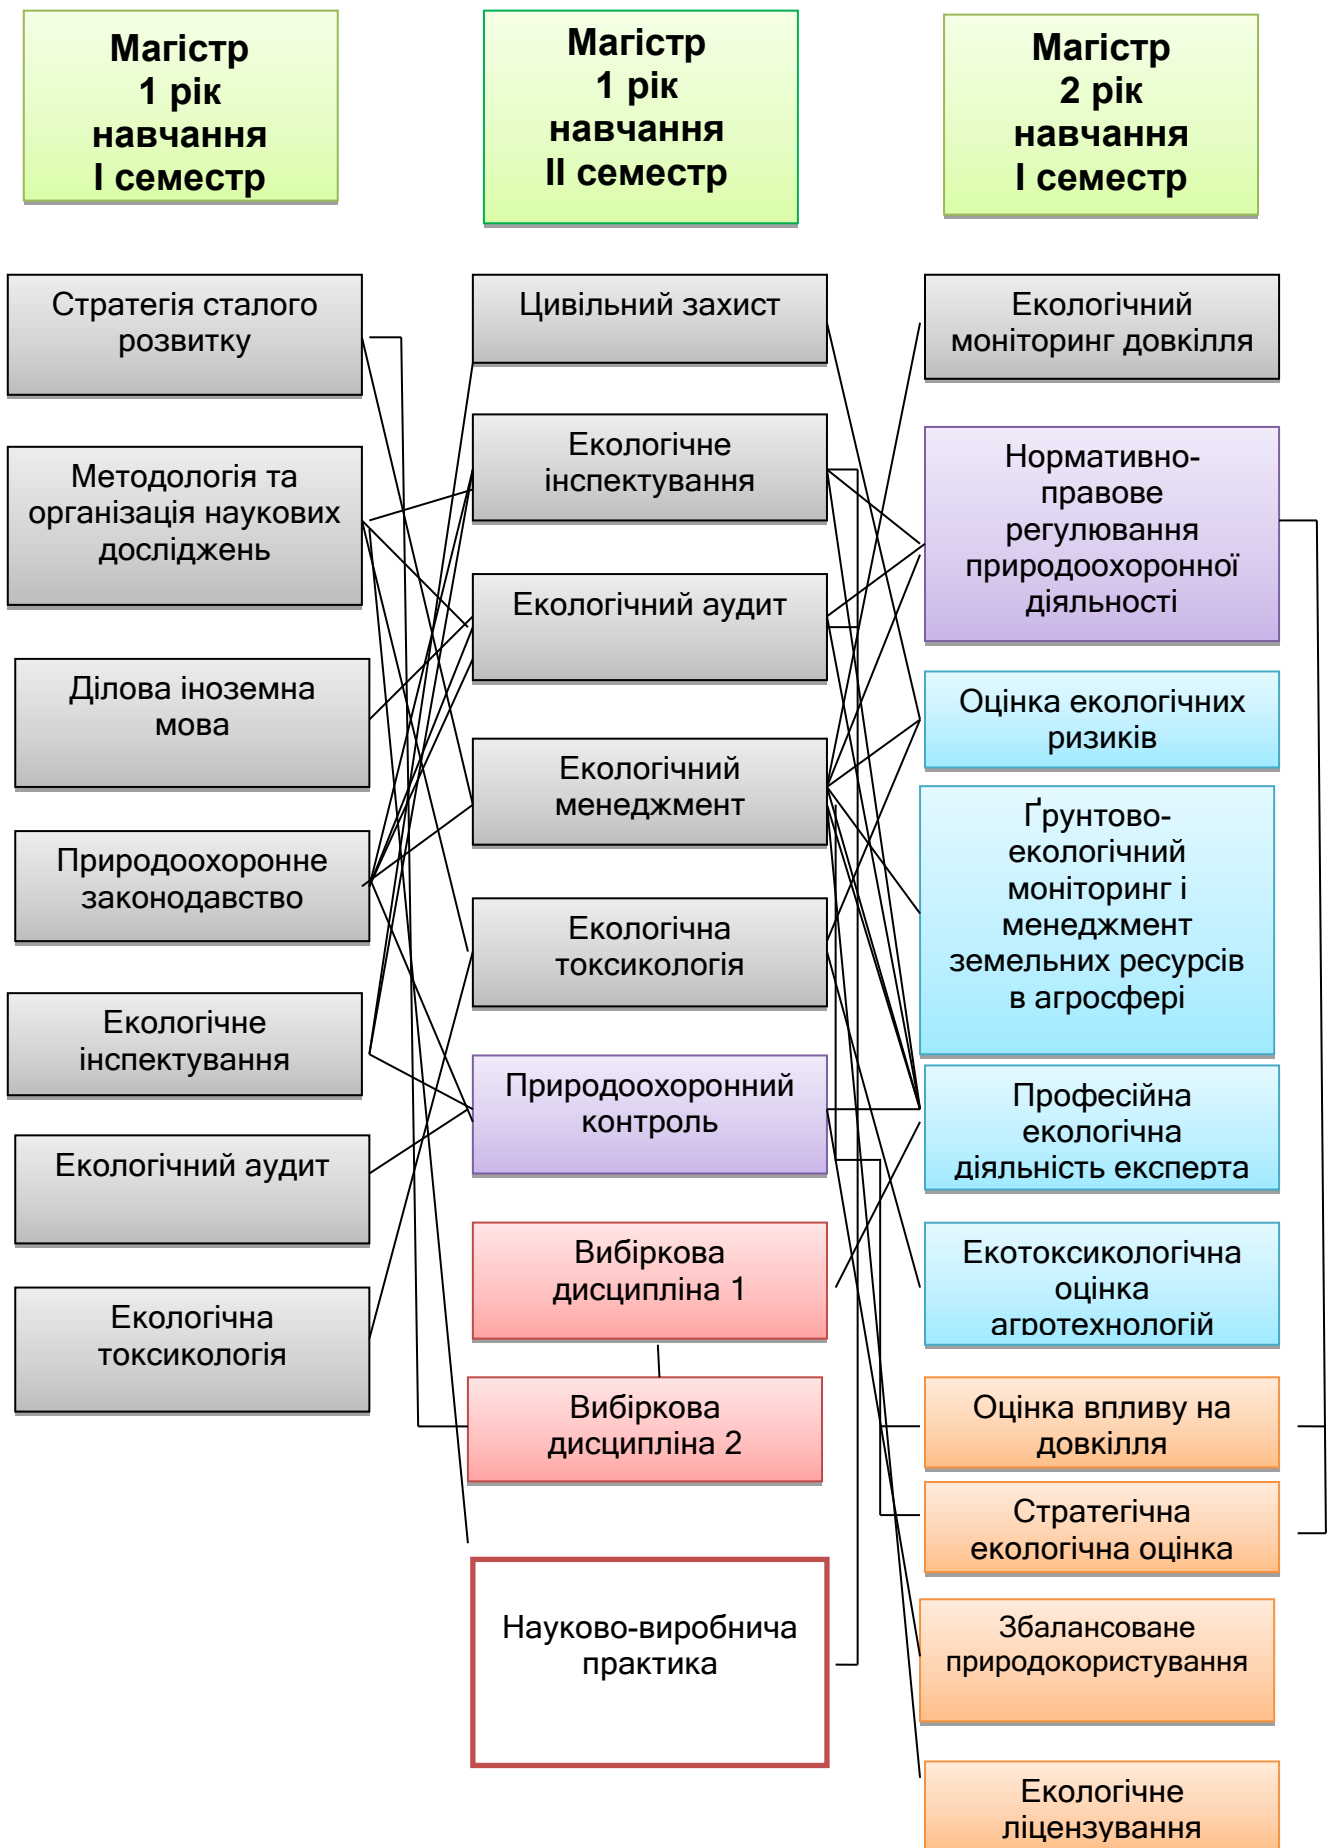 Магістр
1 рік
навчання
І семестр
Магістр
1 рік
навчання
ІІ семестр
Магістр
2 рік
навчання
І семестр
Стратегія сталого
розвитку
Методологія та
організація наукових
досліджень
Ділова іноземна
мова
Природоохоронне
законодавство
Екологічне
інспектування
Екологічний аудит
Екологічна
токсикологія
Цивільний захист
Екологічне
інспектування
Екологічний аудит
Екологічний
менеджмент
Екологічна
токсикологія
Природоохоронний
контроль
Вибіркова
дисципліна 1
Вибіркова
дисципліна 2
Науково-виробнича
практика
Екологічний
моніторинг довкілля
Нормативно-
правове
регулювання
природоохоронної
діяльності
Оцінка екологічних
ризиків
Ґрунтово-
екологічний
моніторинг і
менеджмент
земельних ресурсів
в агросфері
Професійна
екологічна
діяльність експерта
Екотоксикологічна
оцінка
агротехнологій
Оцінка впливу на
довкілля
Стратегічна
екологічна оцінка
Збалансоване
природокористування
Екологічне
ліцензування